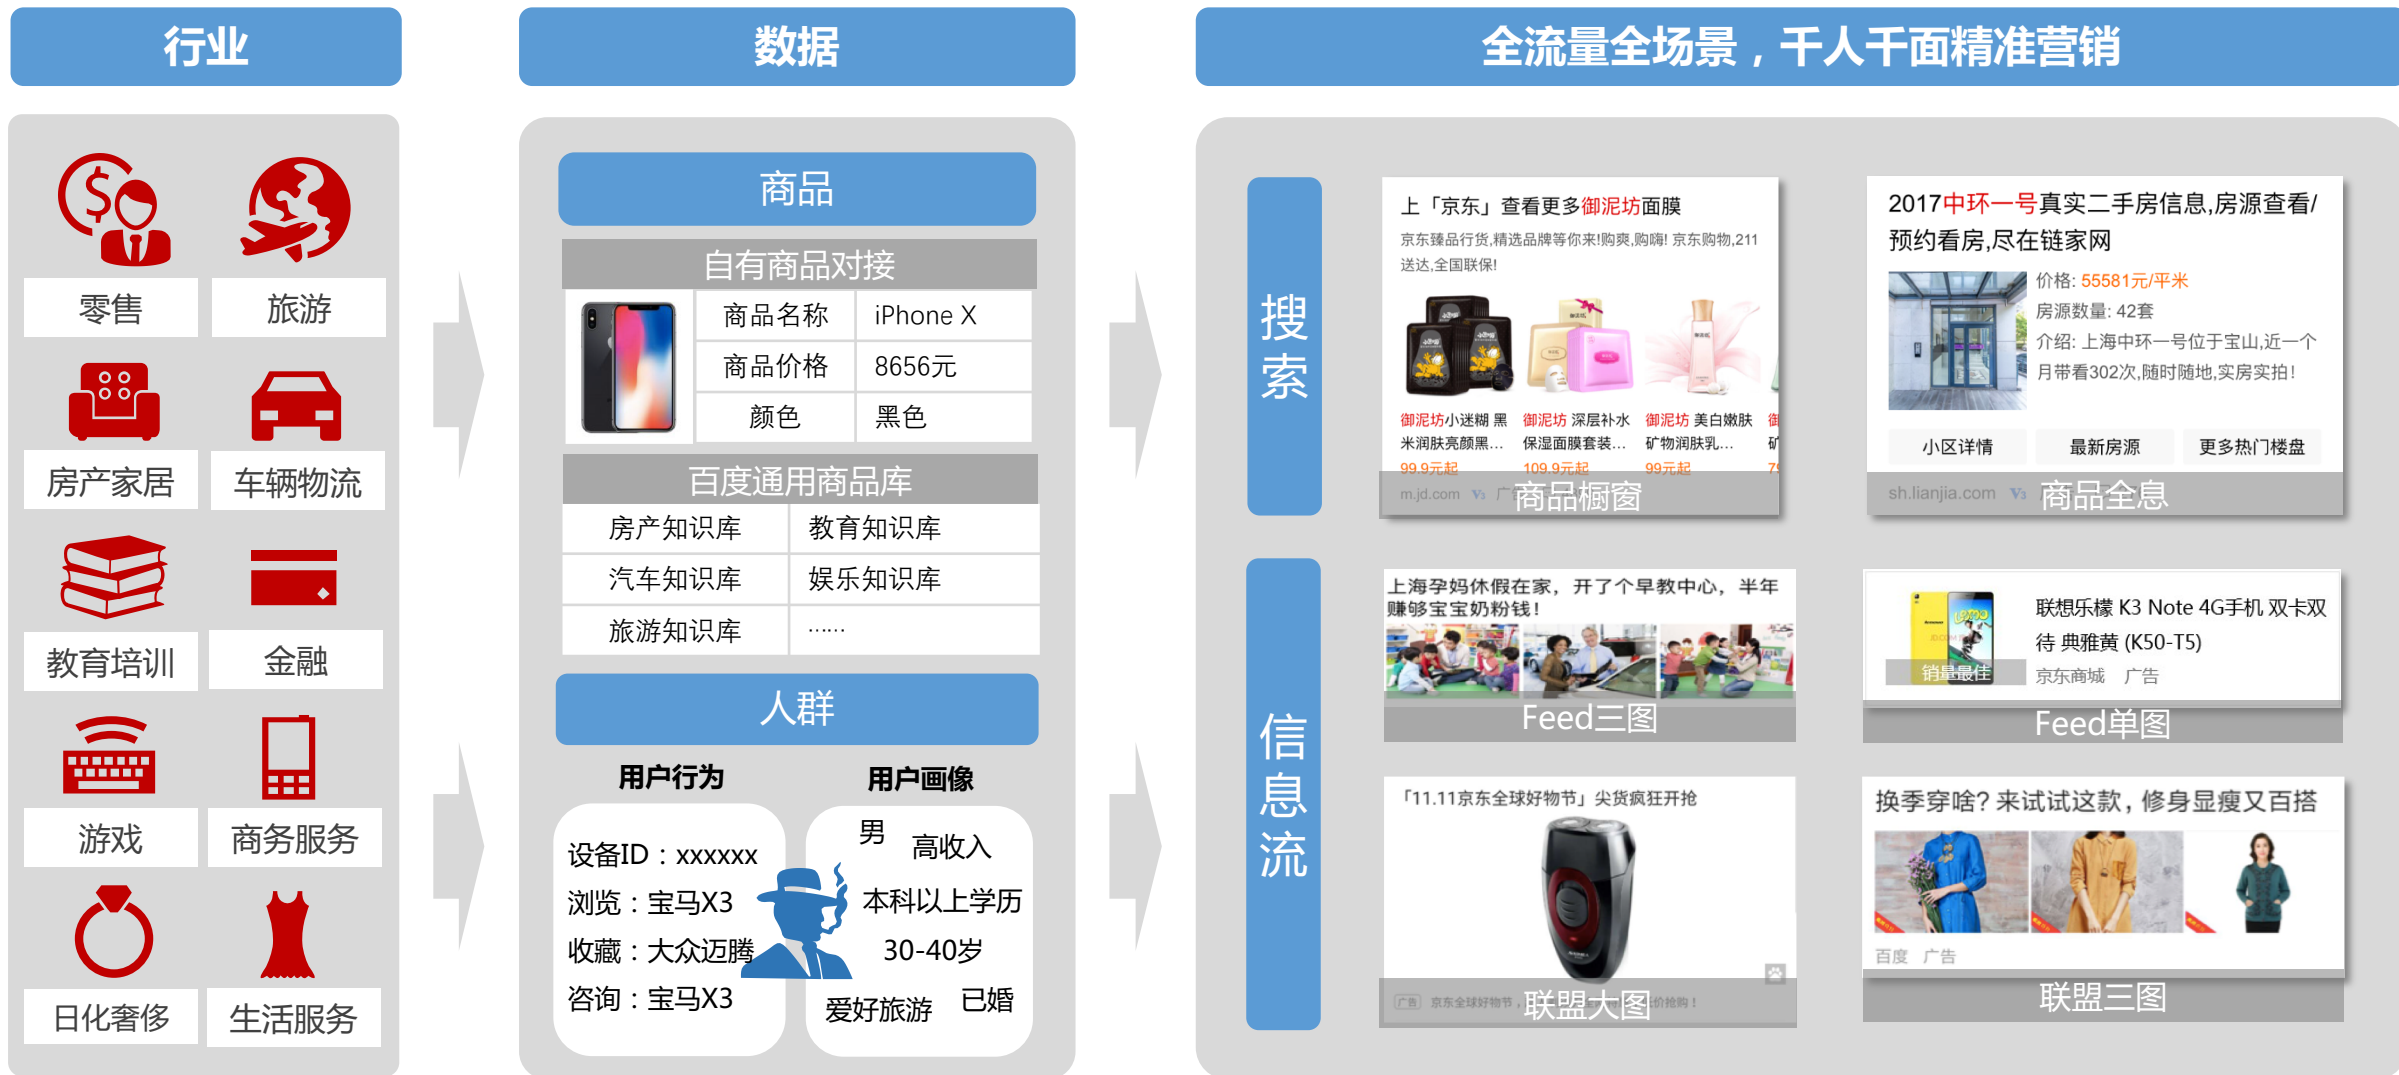 行业
数据
全流量全场景，千人千面精准营销
零售
旅游
房产家居
车辆物流
教育培训
金融
游戏
商务服务
日化奢侈
生活服务
商品
自有商品对接
商品名称 iPhone X
商品价格 8656元
颜色 黑色
百度通用商品库
房产知识库 教育知识库
汽车知识库 娱乐知识库
旅游知识库 ……
人群
用户行为
设备ID：xxxxxx
浏览：宝马X3
收藏：大众迈腾
咨询：宝马X3
用户画像
男
高收入
本科以上学历
30-40岁
爱好旅游
已婚
搜索
上「京东」查看更多御泥坊面膜
京东臻品行货,精选品牌等你来!购爽,购嗨! 京东购物,211
送达,全国联保!
御泥坊小迷糊 黑
米润肤亮颜黑...
99.9元起
御泥坊 深层补水
保湿面膜套装...
109.9元起
御泥坊 美白嫩肤
矿物润肤乳...
99元起
m.jd.com
商品橱窗
2017中环一号真实二手房信息,房源查看/
预约看房,尽在链家网
价格: 55581元/平米
房源数量: 42套
介绍: 上海中环一号位于宝山,近一个
月带看302次,随时随地,实房实拍!
小区详情 最新房源 更多热门楼盘
sh.lianjia.com
商品全息
信息流
上海孕妈休假在家，开了个早教中心，半年
赚够宝宝奶粉钱！
Feed三图
联想乐檬 K3 Note 4G手机 双卡双
待 典雅黄 (K50-T5)
销量最佳
京东商城 广告
Feed单图
「11.11京东全球好物节」尖货疯狂开抢
广告 京东全球好物节
联盟大图
换季穿啥? 来试试这款，修身显瘦又百搭
百度 广告
联盟三图